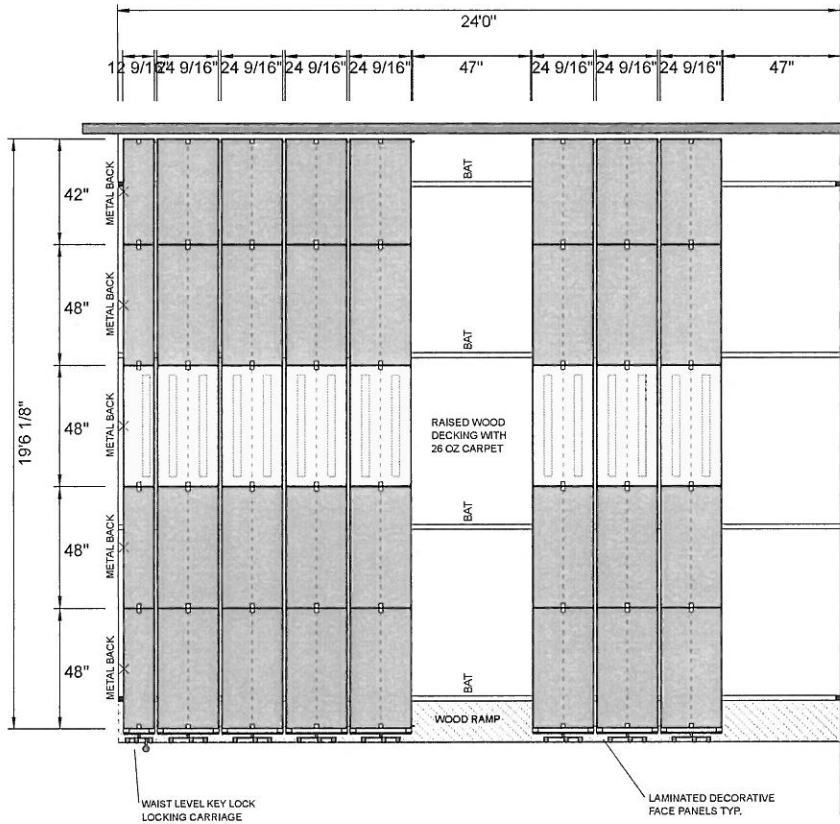 24'0"
12 9/16" 24 9/16" 24 9/16" 24 9/16" 24 9/16" 47" 24 9/16" 24 9/16" 24 9/16" 47"
19'6 1/8"
42"
METAL BACK
BAT
48"
METAL BACK
BAT
48"
METAL BACK
RAISED WOOD
DECKING WITH
26 OZ CARPET
48"
METAL BACK
BAT
48"
METAL BACK
BAT
WOOD RAMP
WAIST LEVEL KEY LOCK
LOCKING CARRIAGE
LAMINATED DECORATIVE
FACE PANELS TYP.